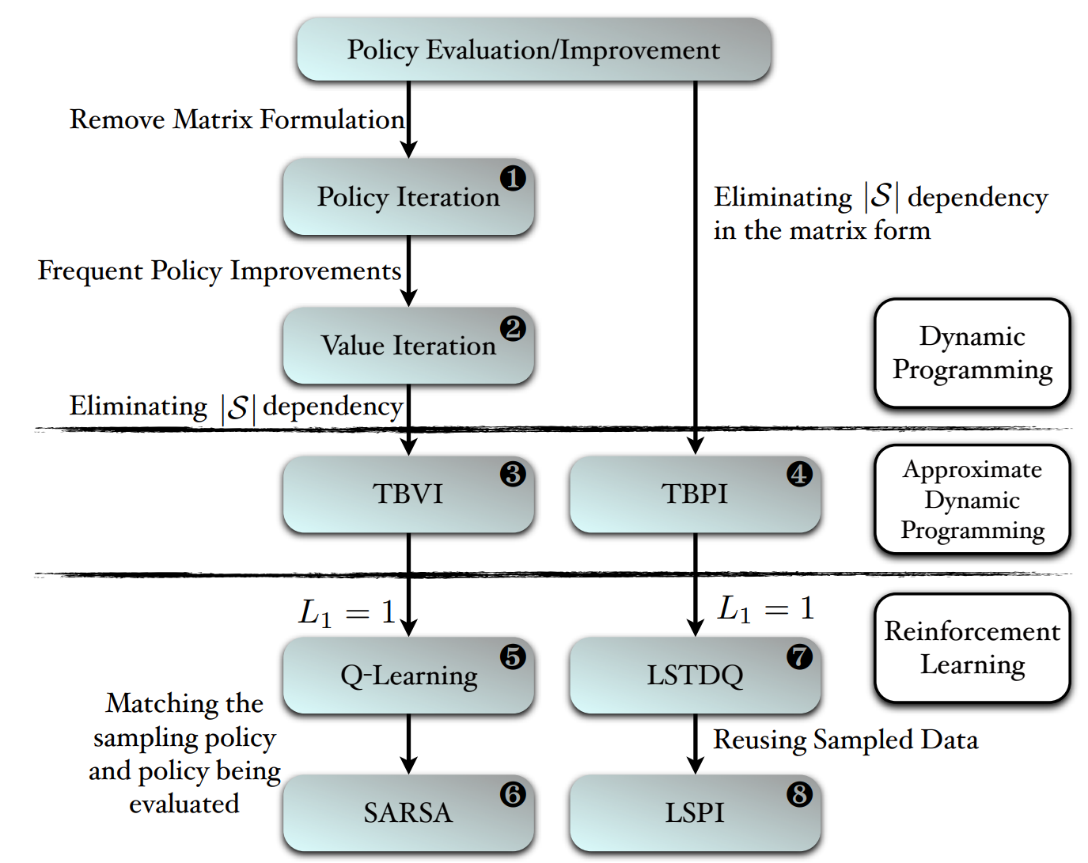 Policy Evaluation/Improvement
Remove Matrix Formulation
❶
Policy Iteration
Eliminating |𝒮| dependency
in the matrix form
Frequent Policy Improvements
❷
Value Iteration
Dynamic
Programming
Eliminating |𝒮| dependency
❸
TBVI
❹
TBPI
Approximate
Dynamic
Programming
L₁ = 1
L₁ = 1
Reinforcement
Learning
❺
Q-Learning
❼
LSTDQ
Matching the
sampling policy
and policy being
evaluated
Reusing Sampled Data
❻
SARSA
❽
LSPI